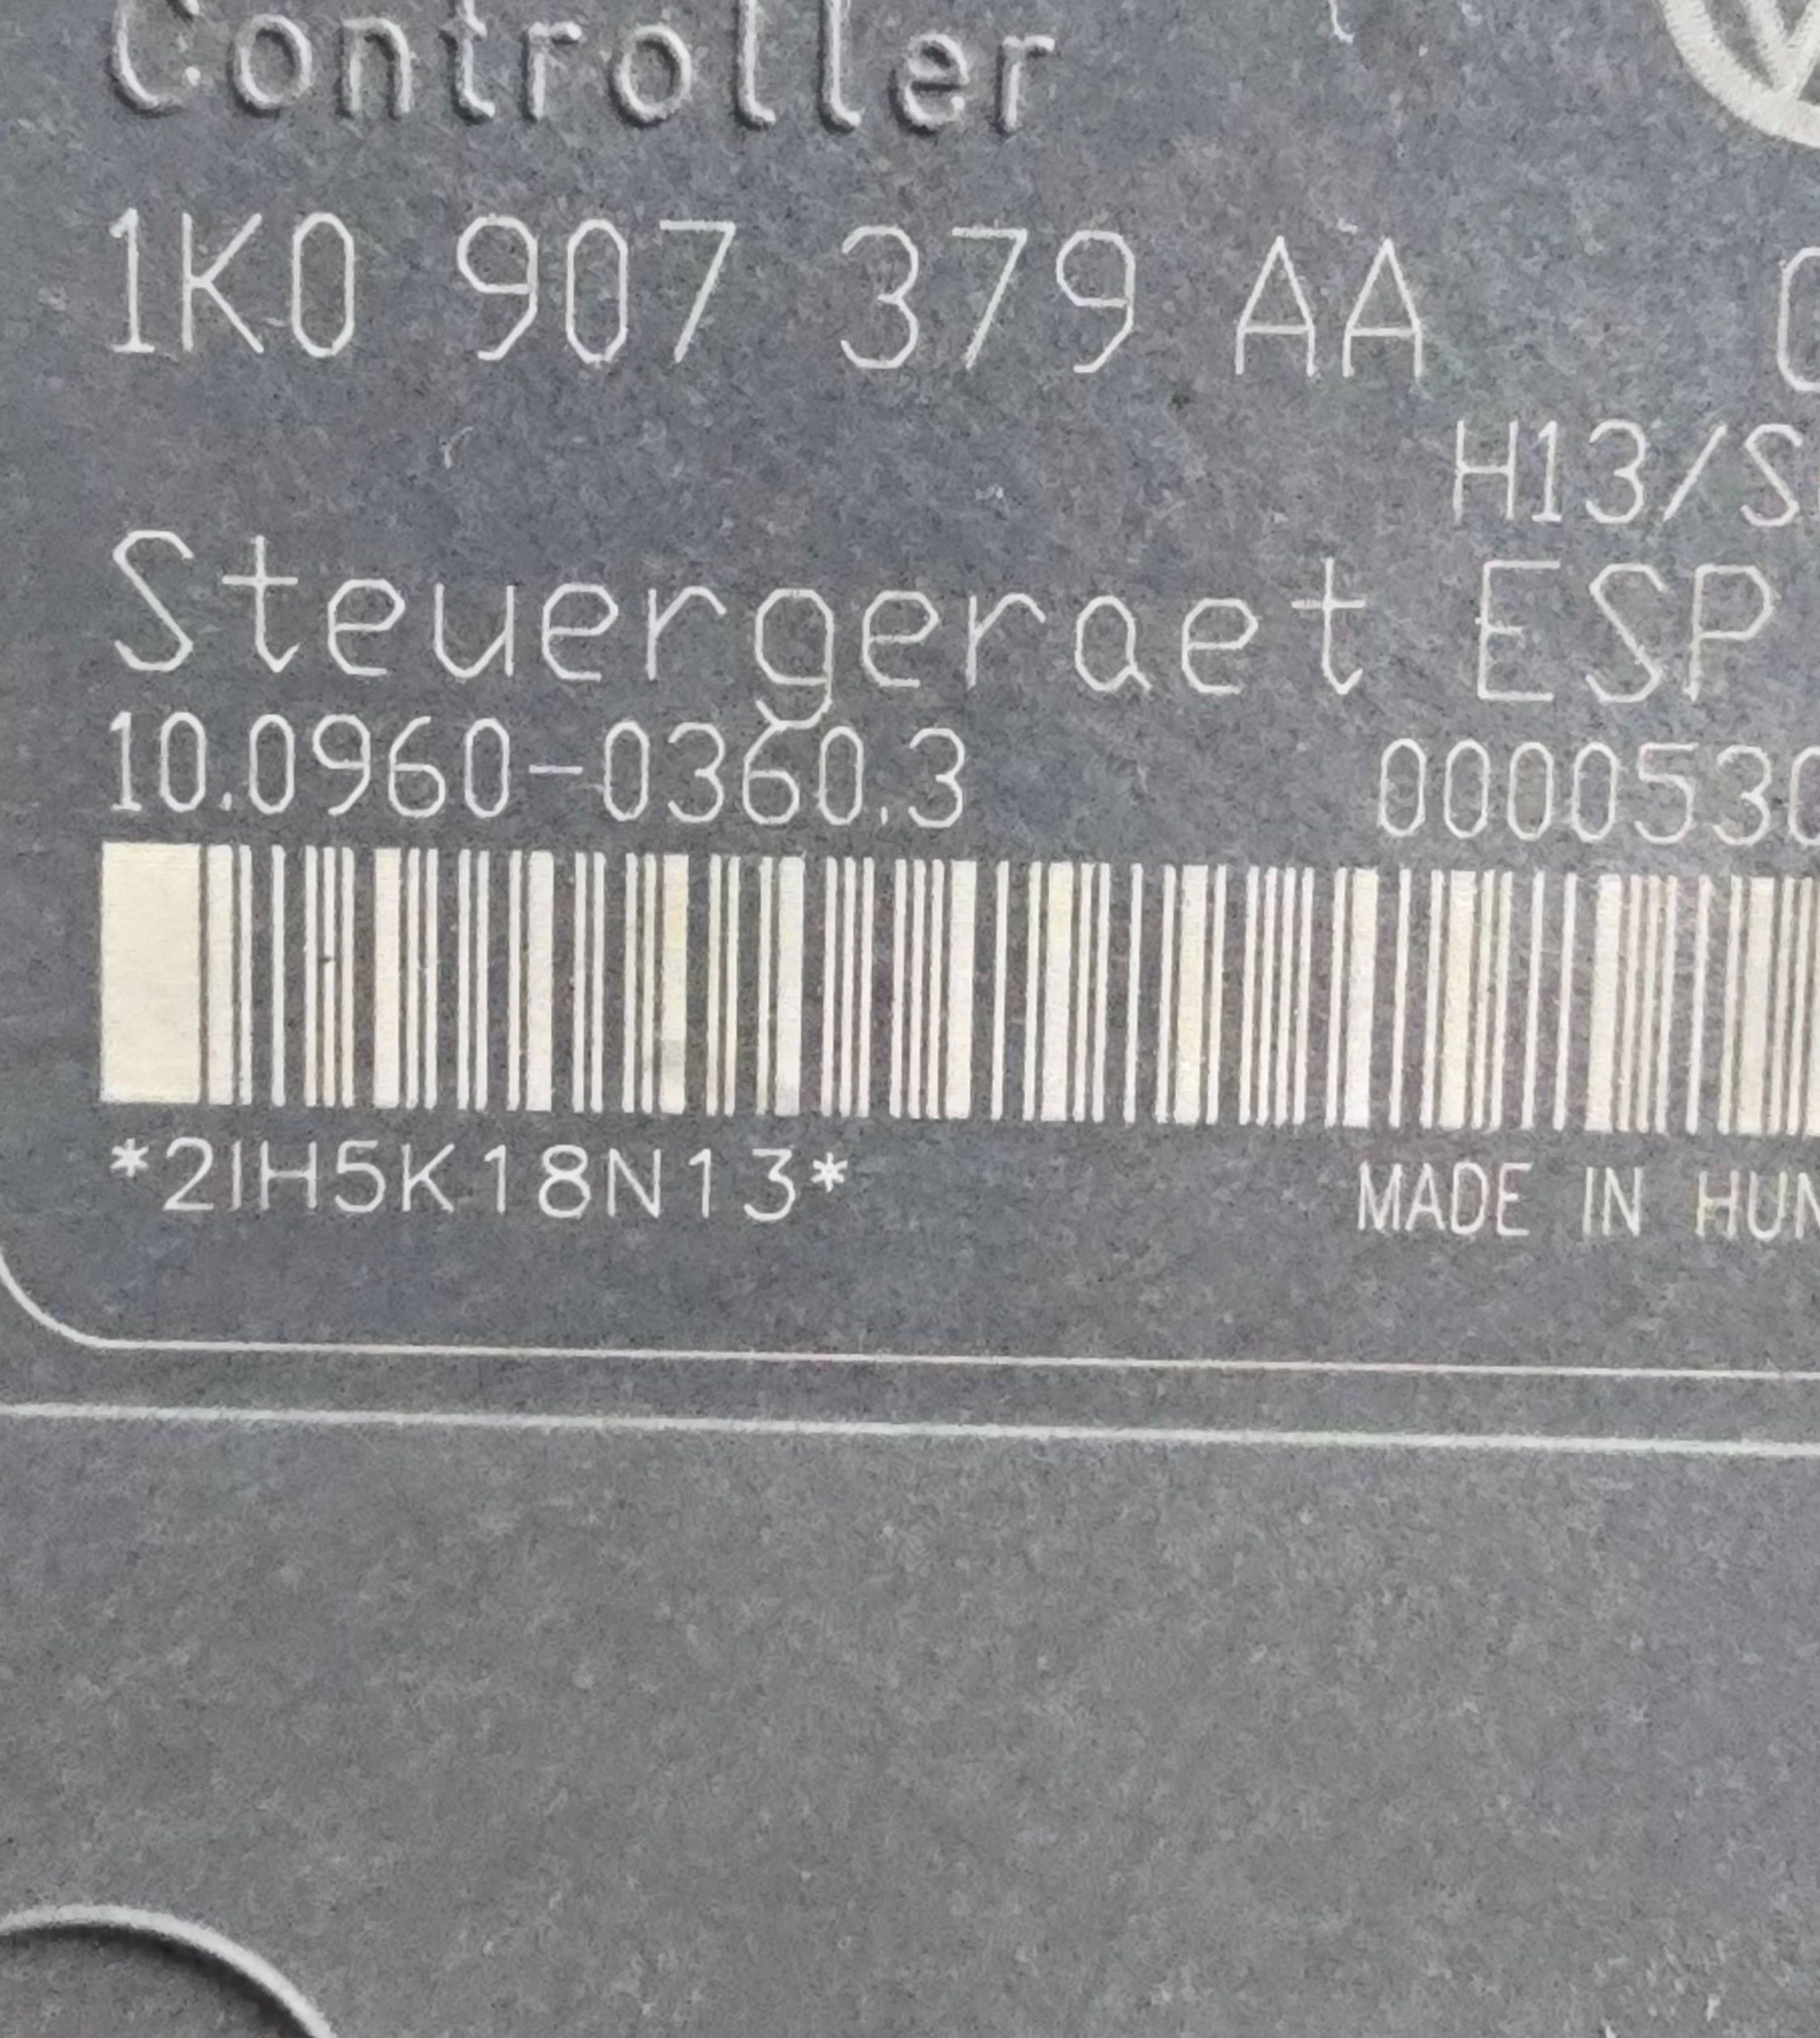 Controller
1K0 907 379 AA
H13/S
Steuergeraet ESP
10.0960-0360.3 000053
*2IH5K18N13* MADE IN HUN